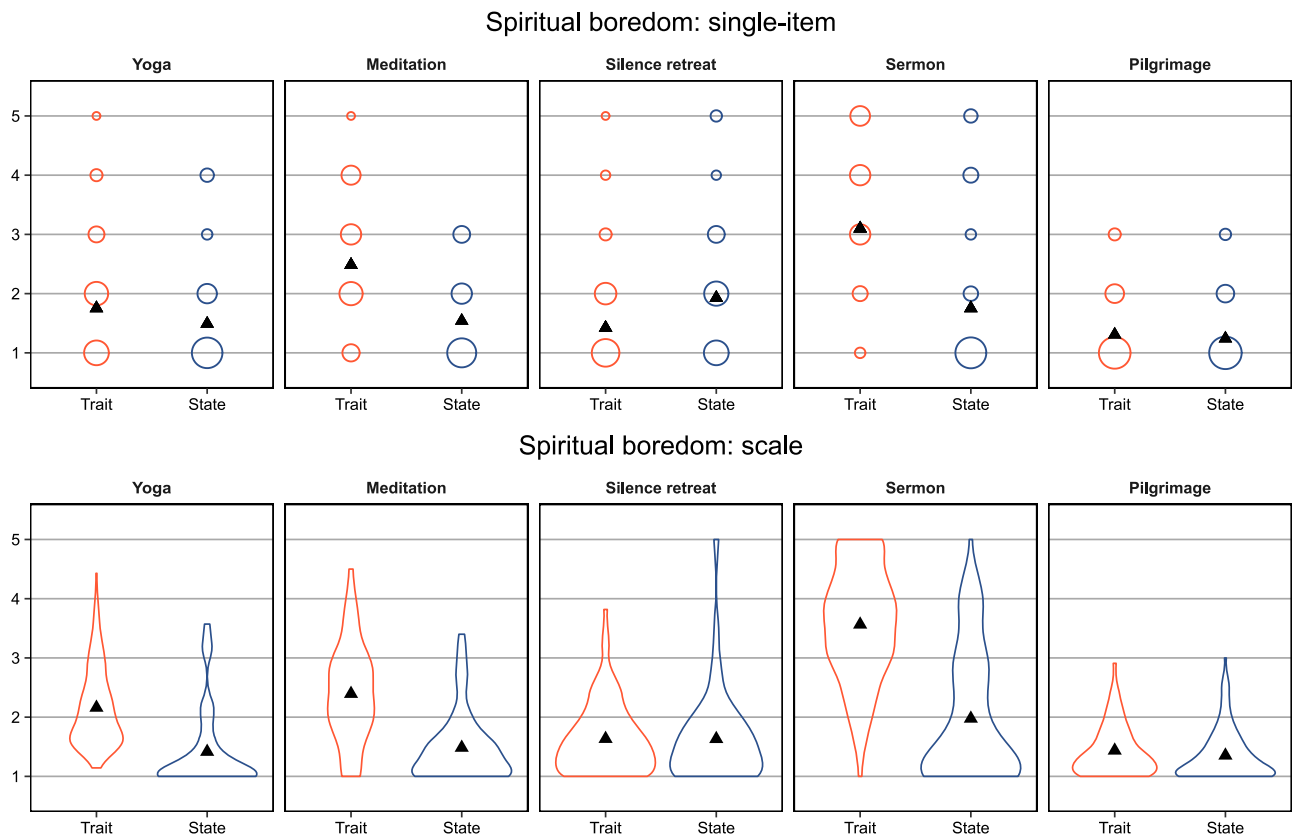 Spiritual boredom: single-item
Yoga Meditation Silence retreat Sermon Pilgrimage
5
4
3
2
1
Trait State Trait State Trait State Trait State Trait State
Spiritual boredom: scale
Yoga Meditation Silence retreat Sermon Pilgrimage
5
4
3
2
1
Trait State Trait State Trait State Trait State Trait State